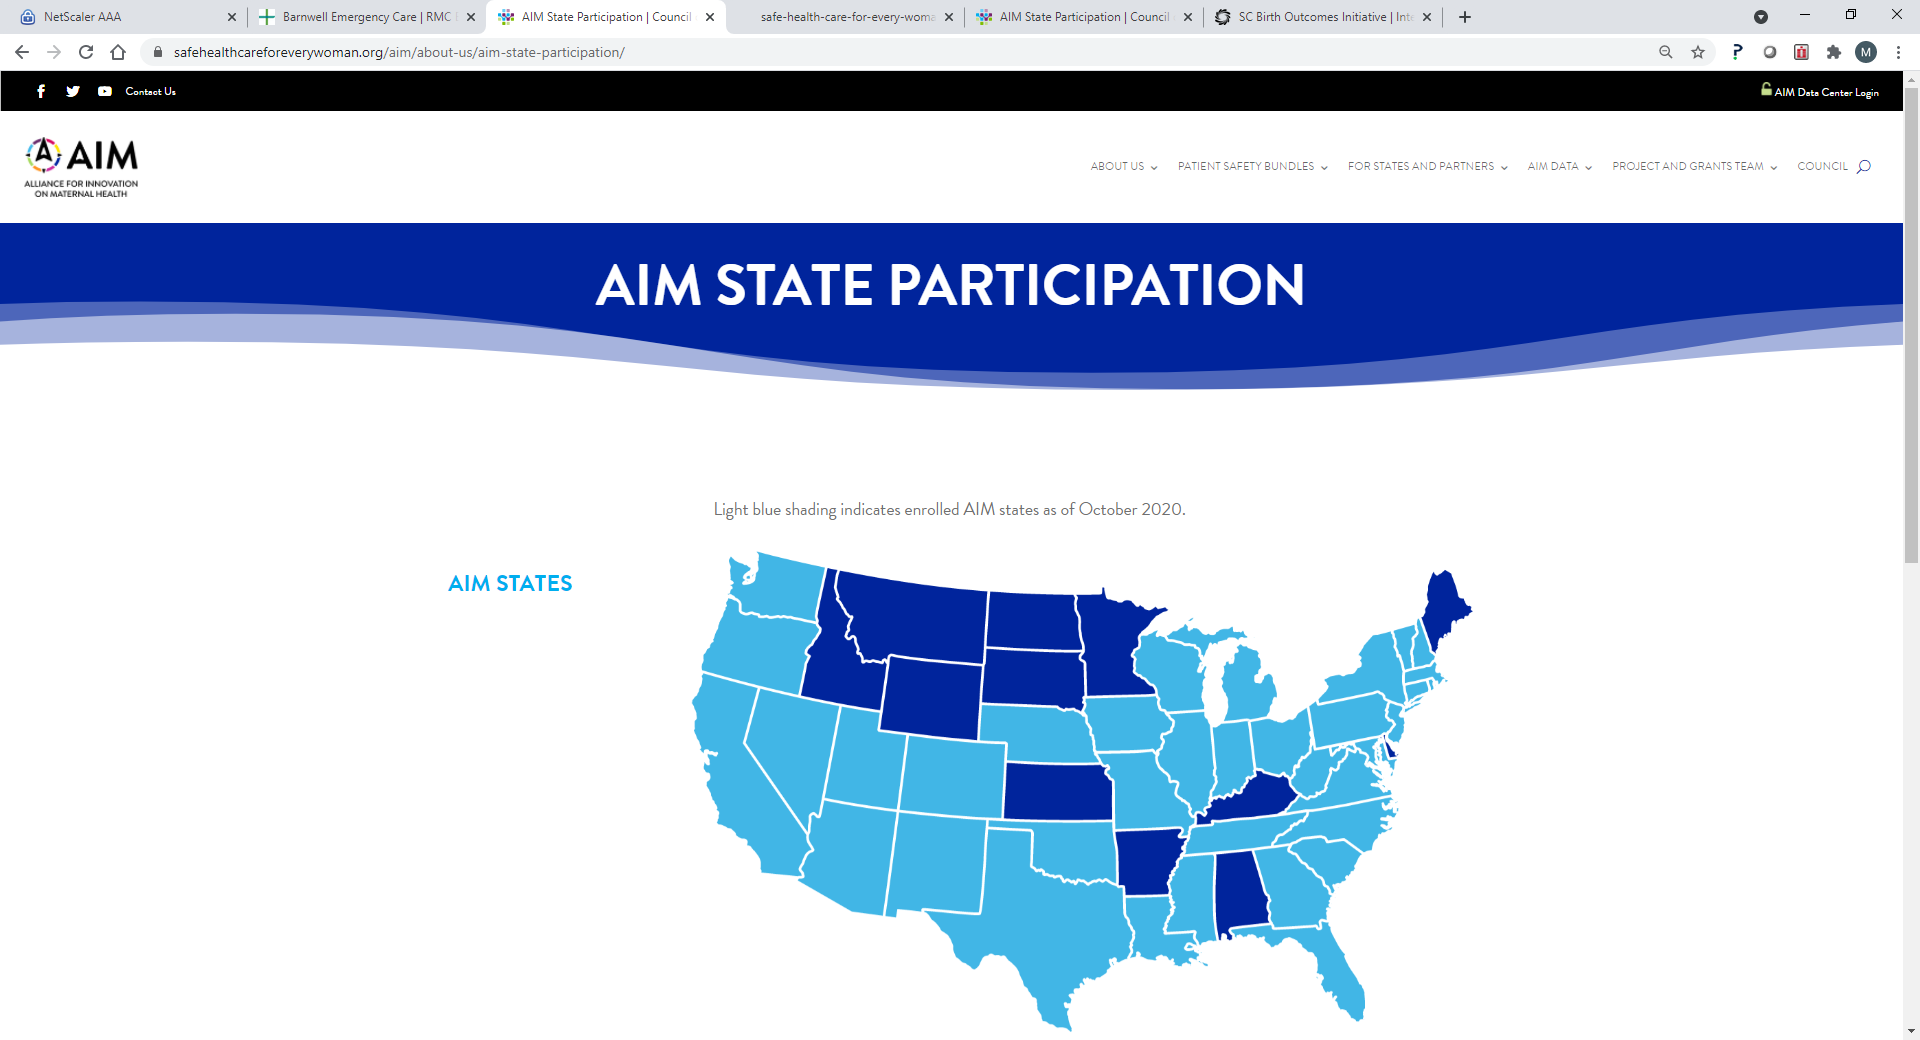 NetScaler AAA
Barnwell Emergency Care | RMC
AIM State Participation | Council
safe-health-care-for-every-woma
AIM State Participation | Council
SC Birth Outcomes Initiative | Inte
safehealthcareforeverywoman.org/aim/about-us/aim-state-participation/
M
Contact Us
AIM Data Center Login
AIM
ALLIANCE FOR INNOVATION
ON MATERNAL HEALTH
ABOUT US
PATIENT SAFETY BUNDLES
FOR STATES AND PARTNERS
AIM DATA
PROJECT AND GRANTS TEAM
COUNCIL
AIM STATE PARTICIPATION
Light blue shading indicates enrolled AIM states as of October 2020.
AIM STATES